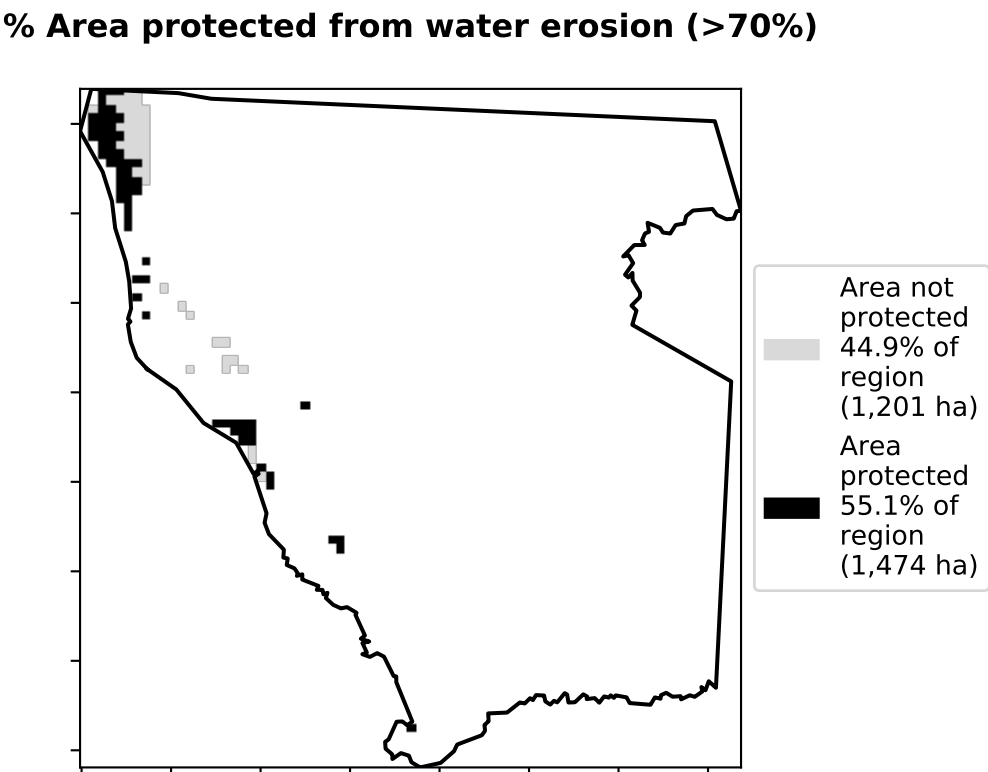 % Area protected from water erosion (>70%)
Area not
protected
44.9% of
region
(1,201 ha)
Area
protected
55.1% of
region
(1,474 ha)